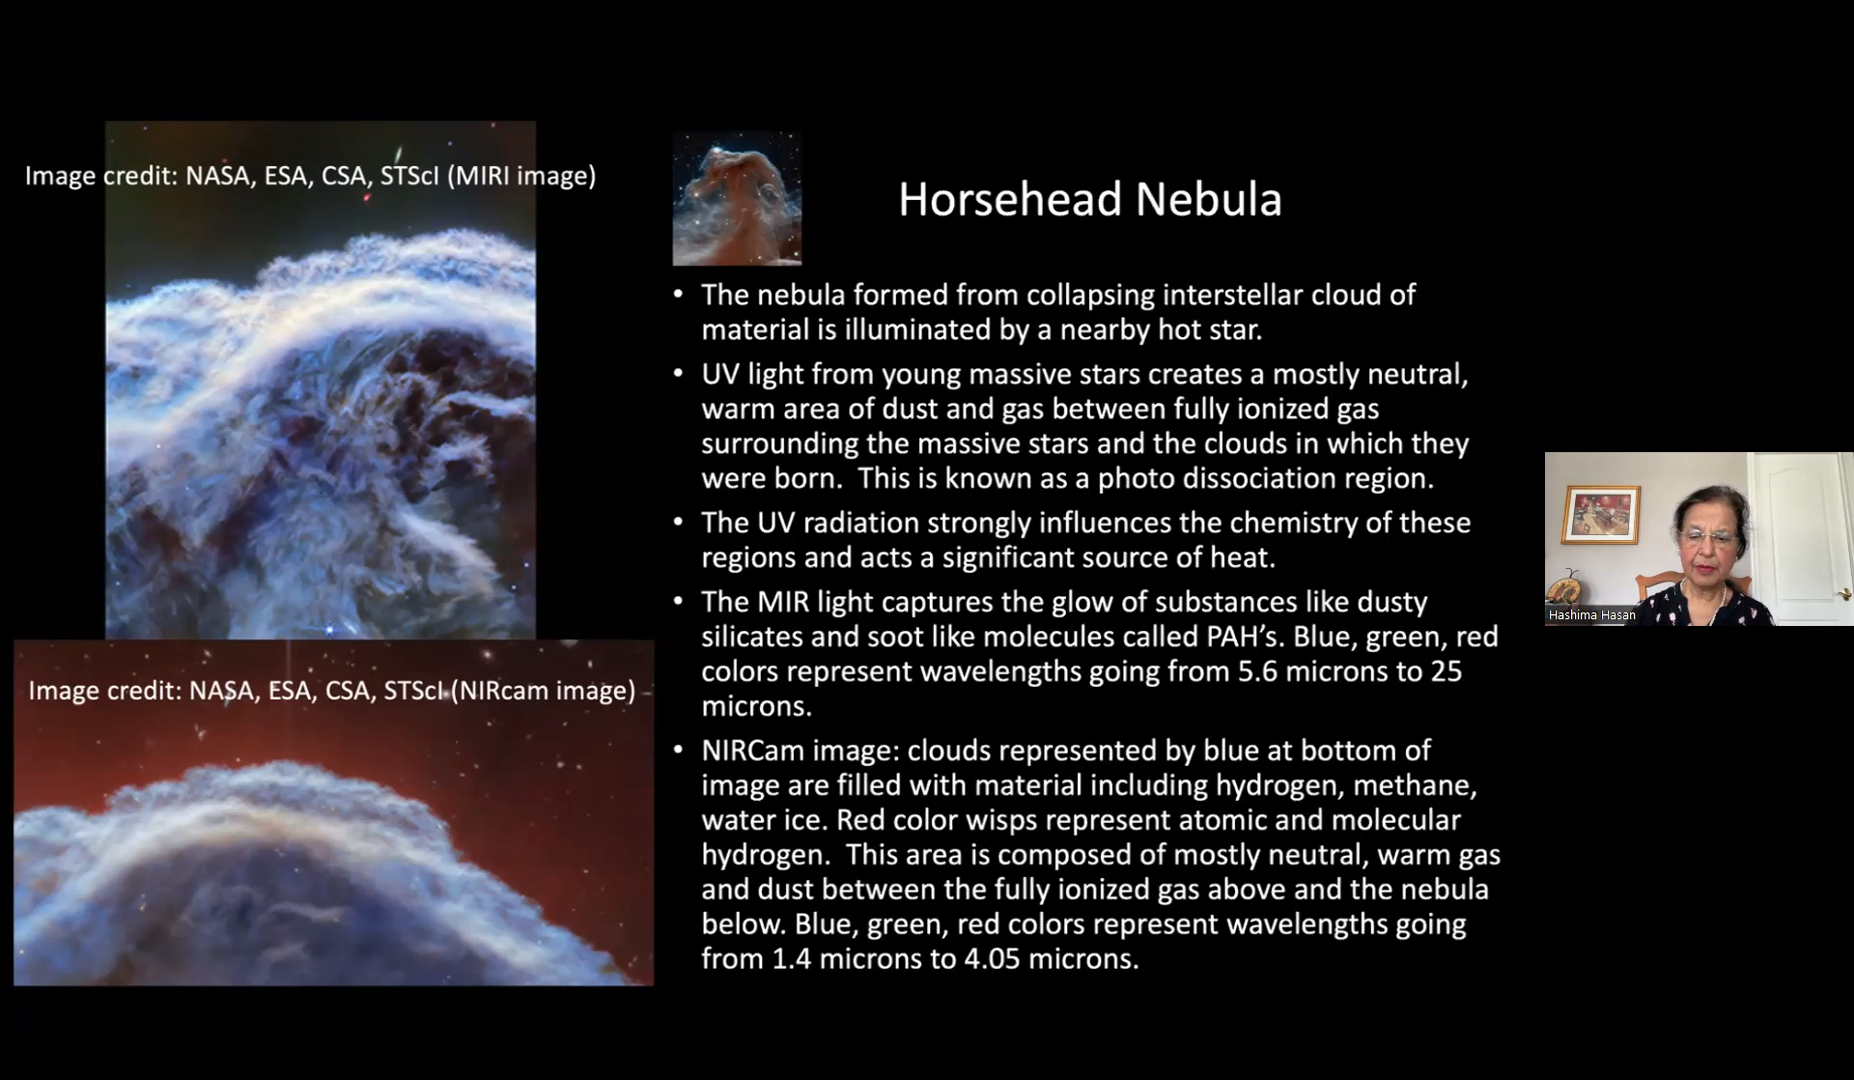 Image credit: NASA, ESA, CSA, STScI (MIRI image)
Image credit: NASA, ESA, CSA, STScI (NIRcam image)
Horsehead Nebula
• The nebula formed from collapsing interstellar cloud of
material is illuminated by a nearby hot star.
• UV light from young massive stars creates a mostly neutral,
warm area of dust and gas between fully ionized gas
surrounding the massive stars and the clouds in which they
were born.  This is known as a photo dissociation region.
• The UV radiation strongly influences the chemistry of these
regions and acts a significant source of heat.
• The MIR light captures the glow of substances like dusty
silicates and soot like molecules called PAH’s. Blue, green, red
colors represent wavelengths going from 5.6 microns to 25
microns.
• NIRCam image: clouds represented by blue at bottom of
image are filled with material including hydrogen, methane,
water ice. Red color wisps represent atomic and molecular
hydrogen.  This area is composed of mostly neutral, warm gas
and dust between the fully ionized gas above and the nebula
below. Blue, green, red colors represent wavelengths going
from 1.4 microns to 4.05 microns.
Hashima Hasan